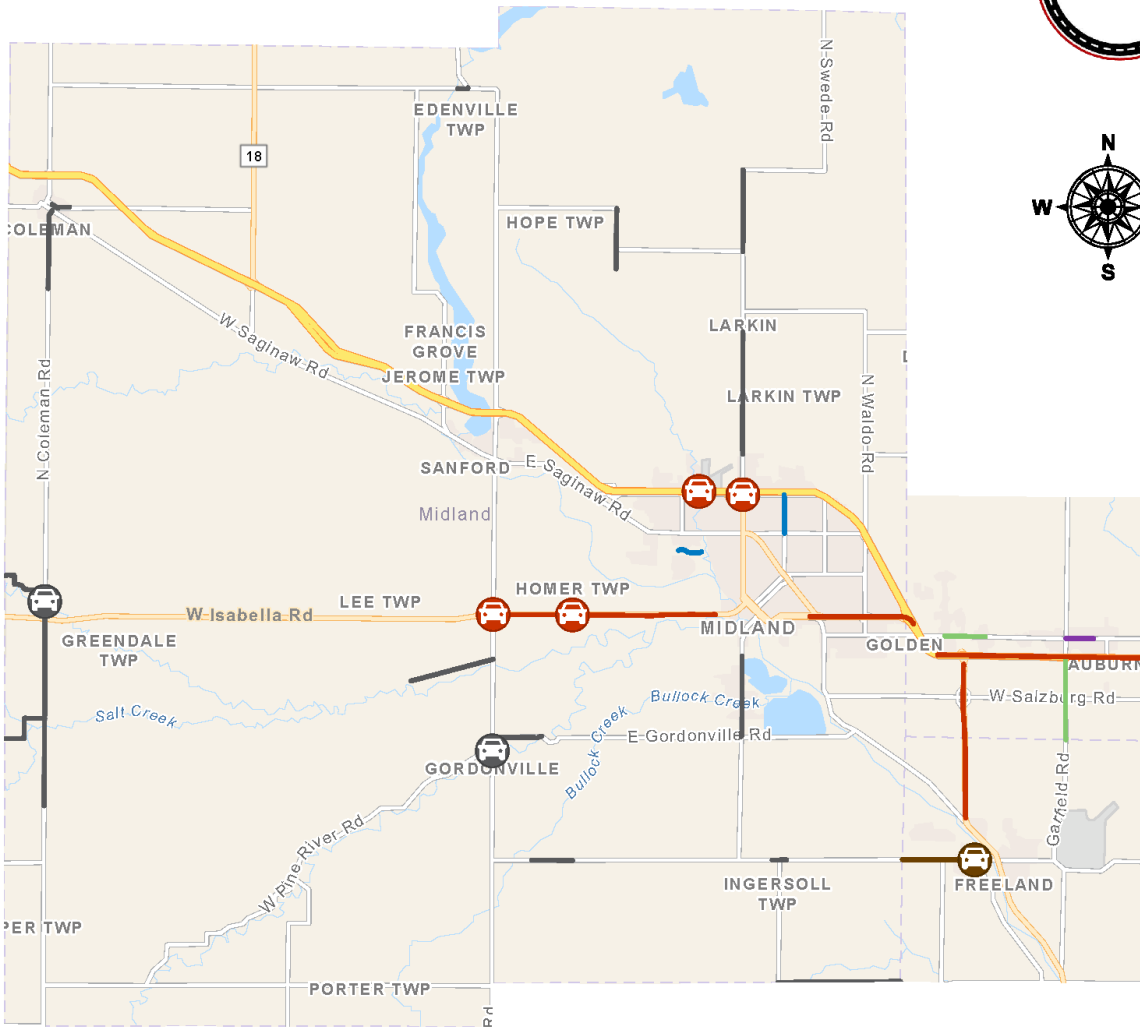 N Swede Rd
EDENVILLE
TWP
18
N
W
S
COLEMAN
HOPE TWP
W Saginaw Rd
FRANCIS
GROVE
JEROME TWP
LARKIN
N Coleman Rd
LARKIN TWP
N Waldo Rd
SANFORD
E Saginaw Rd
Midland
HOMER TWP
LEE TWP
W Isabella Rd
MIDLAND
GREENDALE
TWP
GOLDEN
AUBURN
Bullock Creek
W Salzberg Rd
Salt Creek
E Gordonville Rd
GORDONVILLE
Bullock Creek
Garfield Rd
W Pine River Rd
INGERSOLL
TWP
FREELAND
PER TWP
PORTER TWP
Rd